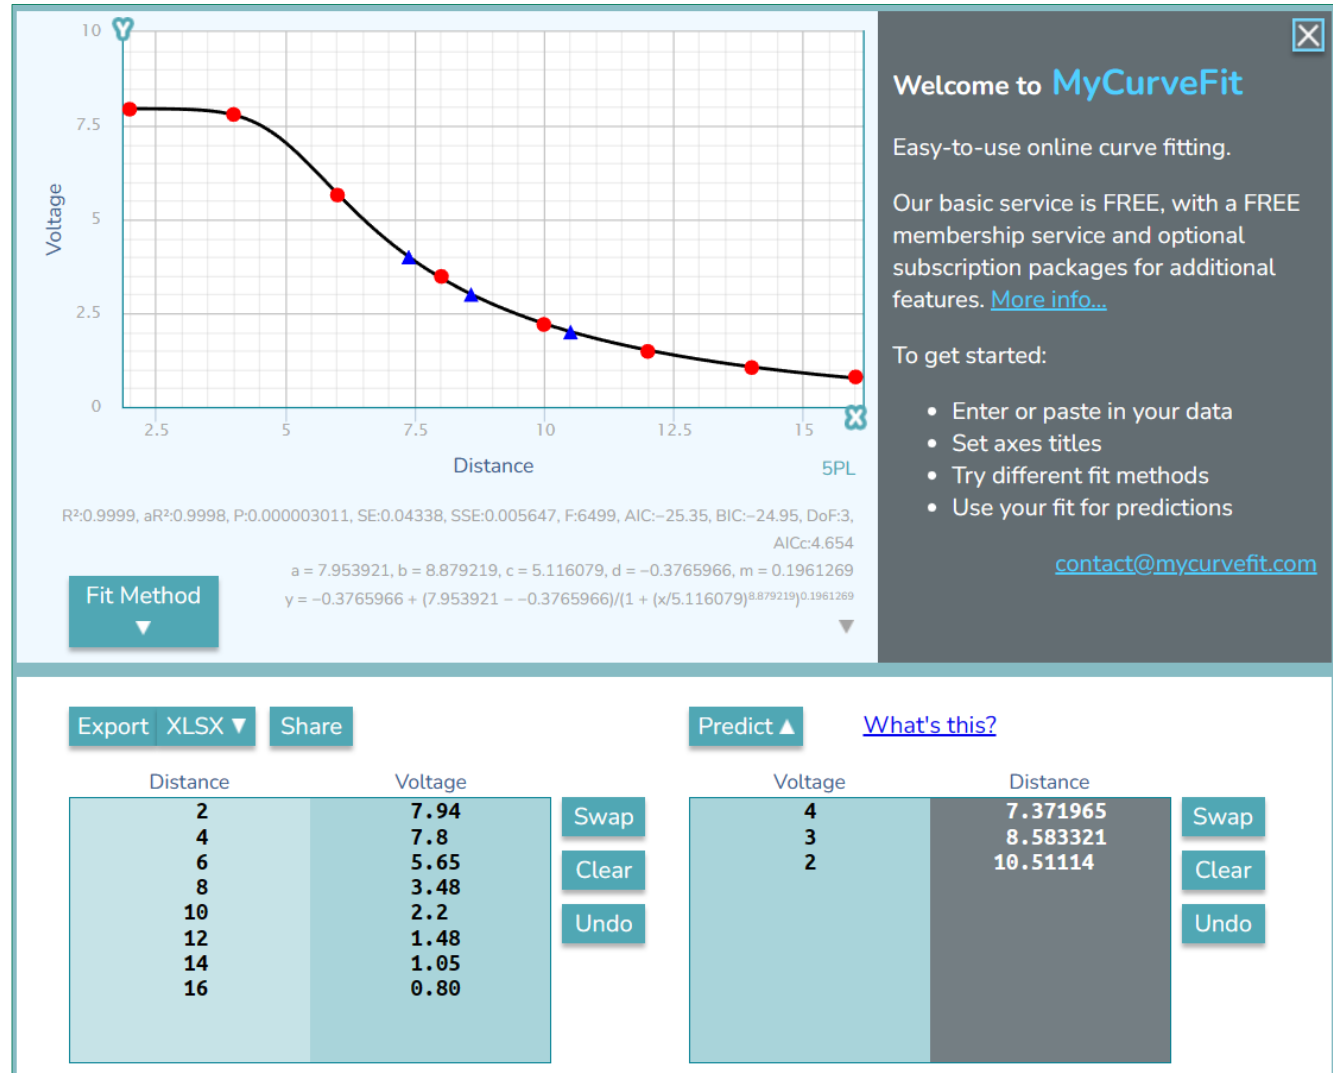 10
7.5
5
2.5
0
Y
Voltage
2.5 5 7.5 10 12.5 15
X
Distance
5PL
R²:0.9999, aR²:0.9998, P:0.000003011, SE:0.04338, SSE:0.005647, F:6499, AIC:−25.35, BIC:−24.95, DoF:3,
AICc:4.654
a = 7.953921, b = 8.879219, c = 5.116079, d = −0.3765966, m = 0.1961269
y = −0.3765966 + (7.953921 − −0.3765966)/(1 + (x/5.116079)⁸·⁸⁷⁹²¹⁹)⁰·¹⁹⁶¹²⁶⁹
Fit Method
▼
▼
Welcome to MyCurveFit
Easy-to-use online curve fitting.
Our basic service is FREE, with a FREE
membership service and optional
subscription packages for additional
features. More info...
To get started:
• Enter or paste in your data
• Set axes titles
• Try different fit methods
• Use your fit for predictions
contact@mycurvefit.com
Export XLSX ▼ Share
Distance Voltage
2 7.94
4 7.8
6 5.65
8 3.48
10 2.2
12 1.48
14 1.05
16 0.80
Swap
Clear
Undo
Predict ▲ What's this?
Voltage Distance
4 7.371965
3 8.583321
2 10.51114
Swap
Clear
Undo